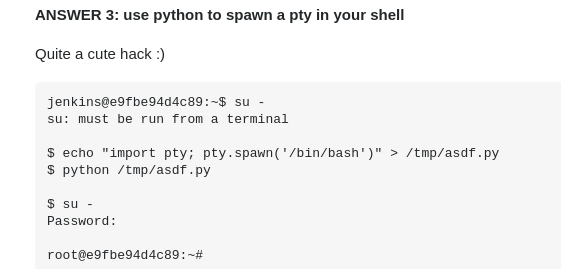 ANSWER 3: use python to spawn a pty in your shell
Quite a cute hack :)
jenkins@e9fbe94d4c89:~$ su -
su: must be run from a terminal
$ echo "import pty; pty.spawn('/bin/bash')" > /tmp/asdf.py
$ python /tmp/asdf.py
$ su -
Password:
root@e9fbe94d4c89:~#